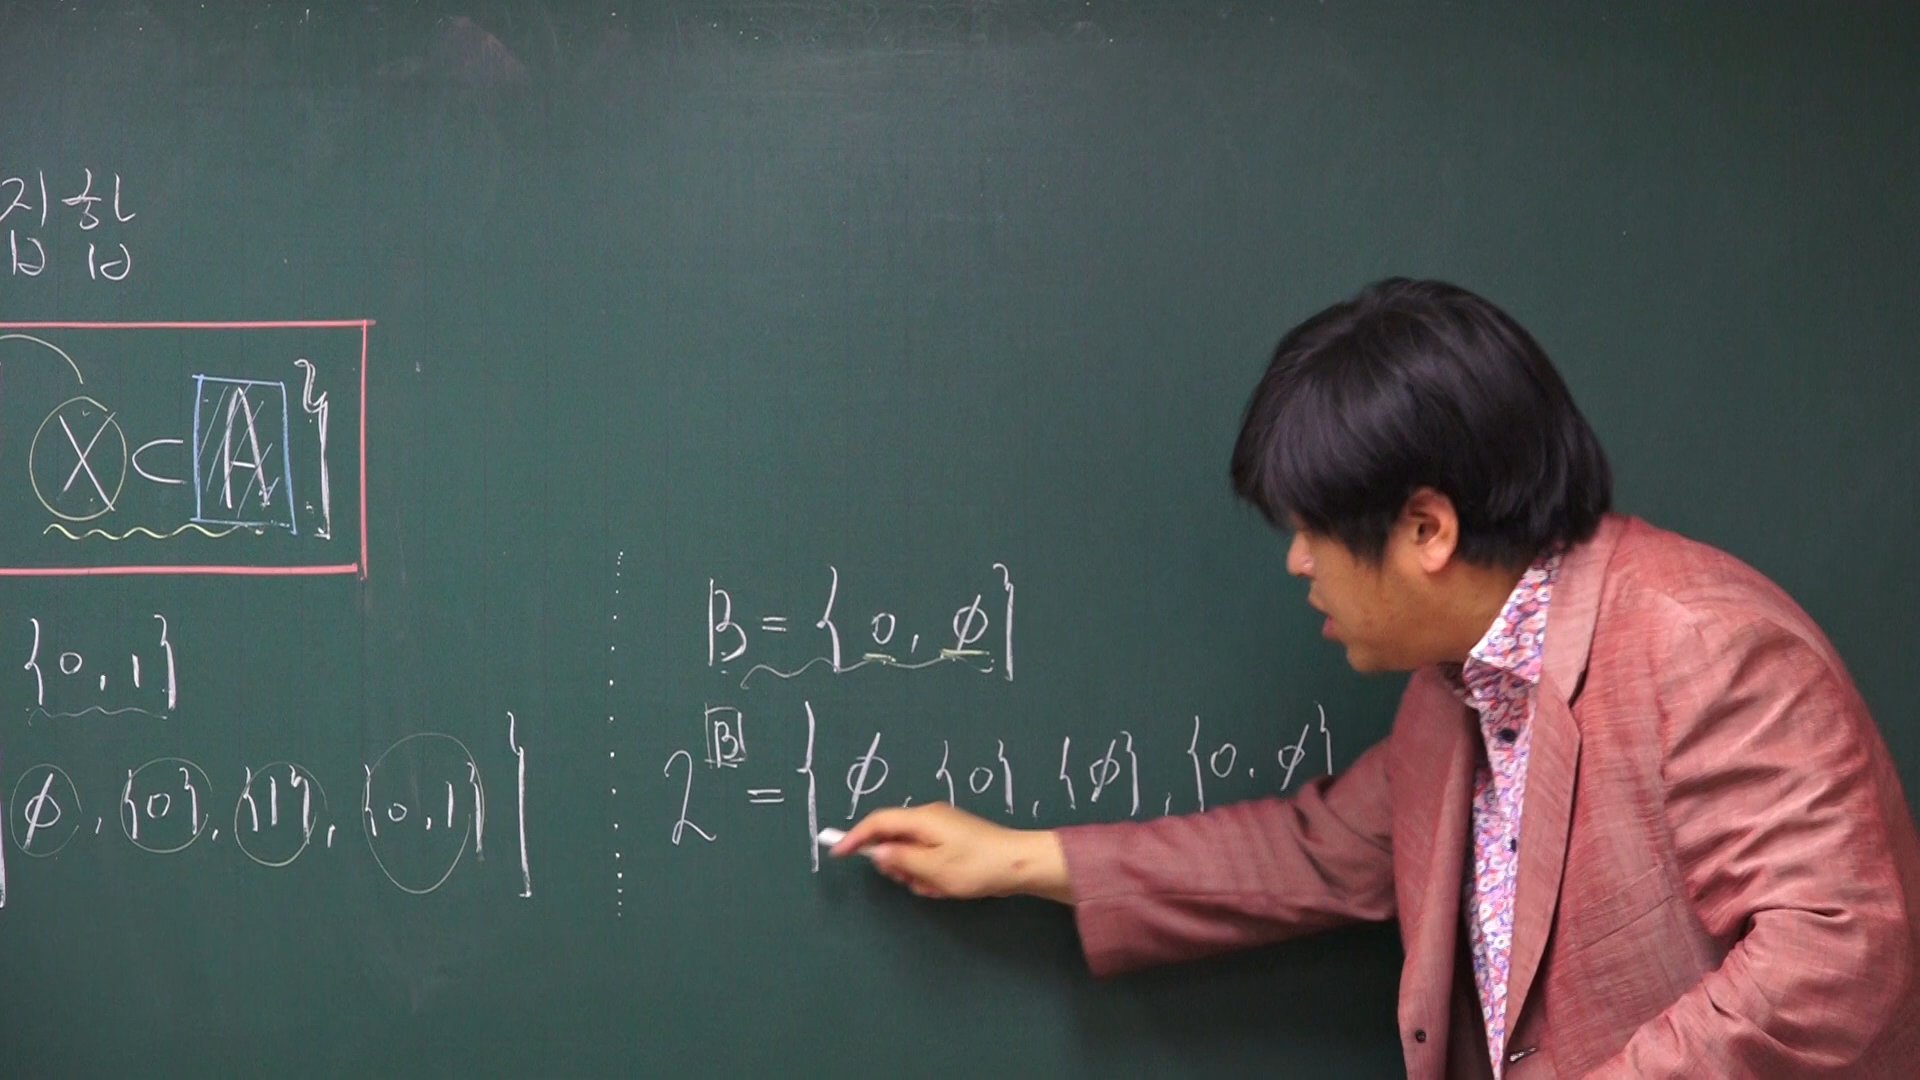 집합
X ⊂ A }
{0, 1}
ϕ, {0}, {1}, {0, 1} }
B = {0, ϕ}
2^B = { ϕ, {0}, {ϕ}, {0. ϕ}